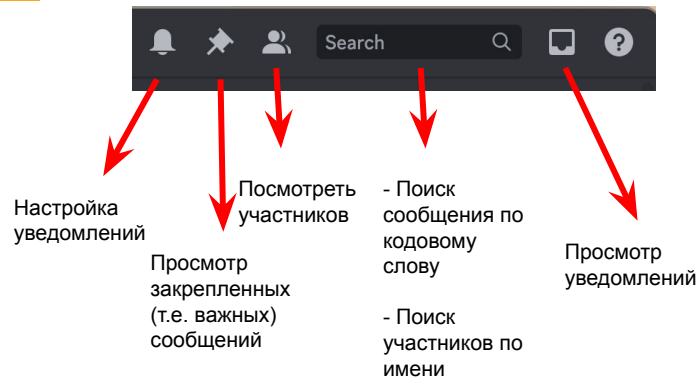 Search
?
Настройка
уведомлений
Просмотр
закрепленных
(т.е. важных)
сообщений
Посмотреть
участников
- Поиск
сообщения по
кодовому
слову
- Поиск
участников по
имени
Просмотр
уведомлений